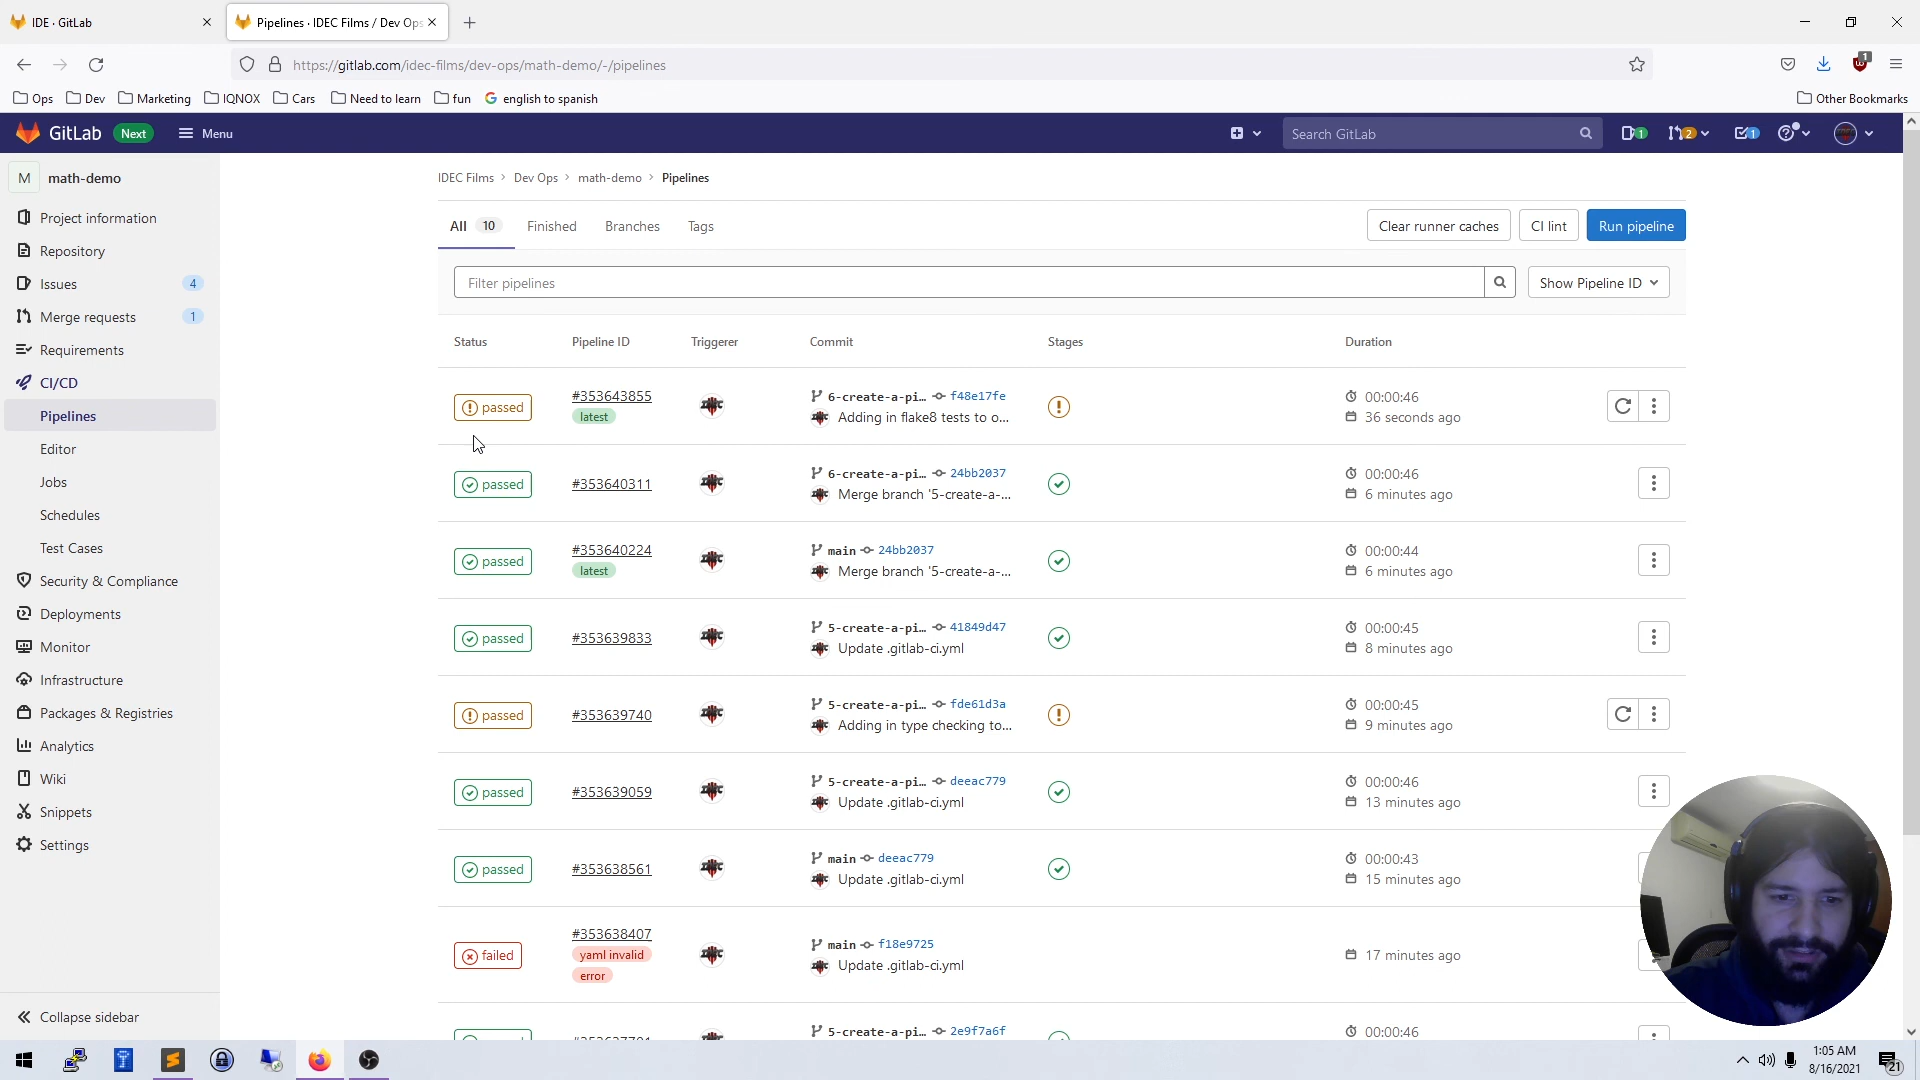 IDE · GitLab
Pipelines · IDEC Films / Dev Ops
https://gitlab.com/idec-films/dev-ops/math-demo/-/pipelines
1
Ops
Dev
Marketing
IQNOX
Cars
Need to learn
fun
english to spanish
Other Bookmarks
GitLab
Next
Menu
Search GitLab
1
2
1
M
math-demo
Project information
Repository
Issues
4
Merge requests
1
Requirements
CI/CD
Pipelines
Editor
Jobs
Schedules
Test Cases
Security & Compliance
Deployments
Monitor
Infrastructure
Packages & Registries
Analytics
Wiki
Snippets
Settings
Collapse sidebar
IDEC Films
Dev Ops
math-demo
Pipelines
All 10
Finished
Branches
Tags
Clear runner caches
CI lint
Run pipeline
Filter pipelines
Show Pipeline ID
Status
Pipeline ID
Triggerer
Commit
Stages
Duration
passed
#353643855
latest
6-create-a-pi… f48e17fe
Adding in flake8 tests to o…
00:00:46
36 seconds ago
passed
#353640311
6-create-a-pi… 24bb2037
Merge branch '5-create-a-…
00:00:46
6 minutes ago
passed
#353640224
latest
main 24bb2037
Merge branch '5-create-a-…
00:00:44
6 minutes ago
passed
#353639833
5-create-a-pi… 41849d47
Update .gitlab-ci.yml
00:00:45
8 minutes ago
passed
#353639740
5-create-a-pi… fde61d3a
Adding in type checking to…
00:00:45
9 minutes ago
passed
#353639059
5-create-a-pi… deeac779
Update .gitlab-ci.yml
00:00:46
13 minutes ago
passed
#353638561
main deeac779
Update .gitlab-ci.yml
00:00:43
15 minutes ago
failed
#353638407
yaml invalid
error
main f18e9725
Update .gitlab-ci.yml
17 minutes ago
5-create-a-pi… 2e9f7a6f
00:00:46
1:05 AM
8/16/2021
21